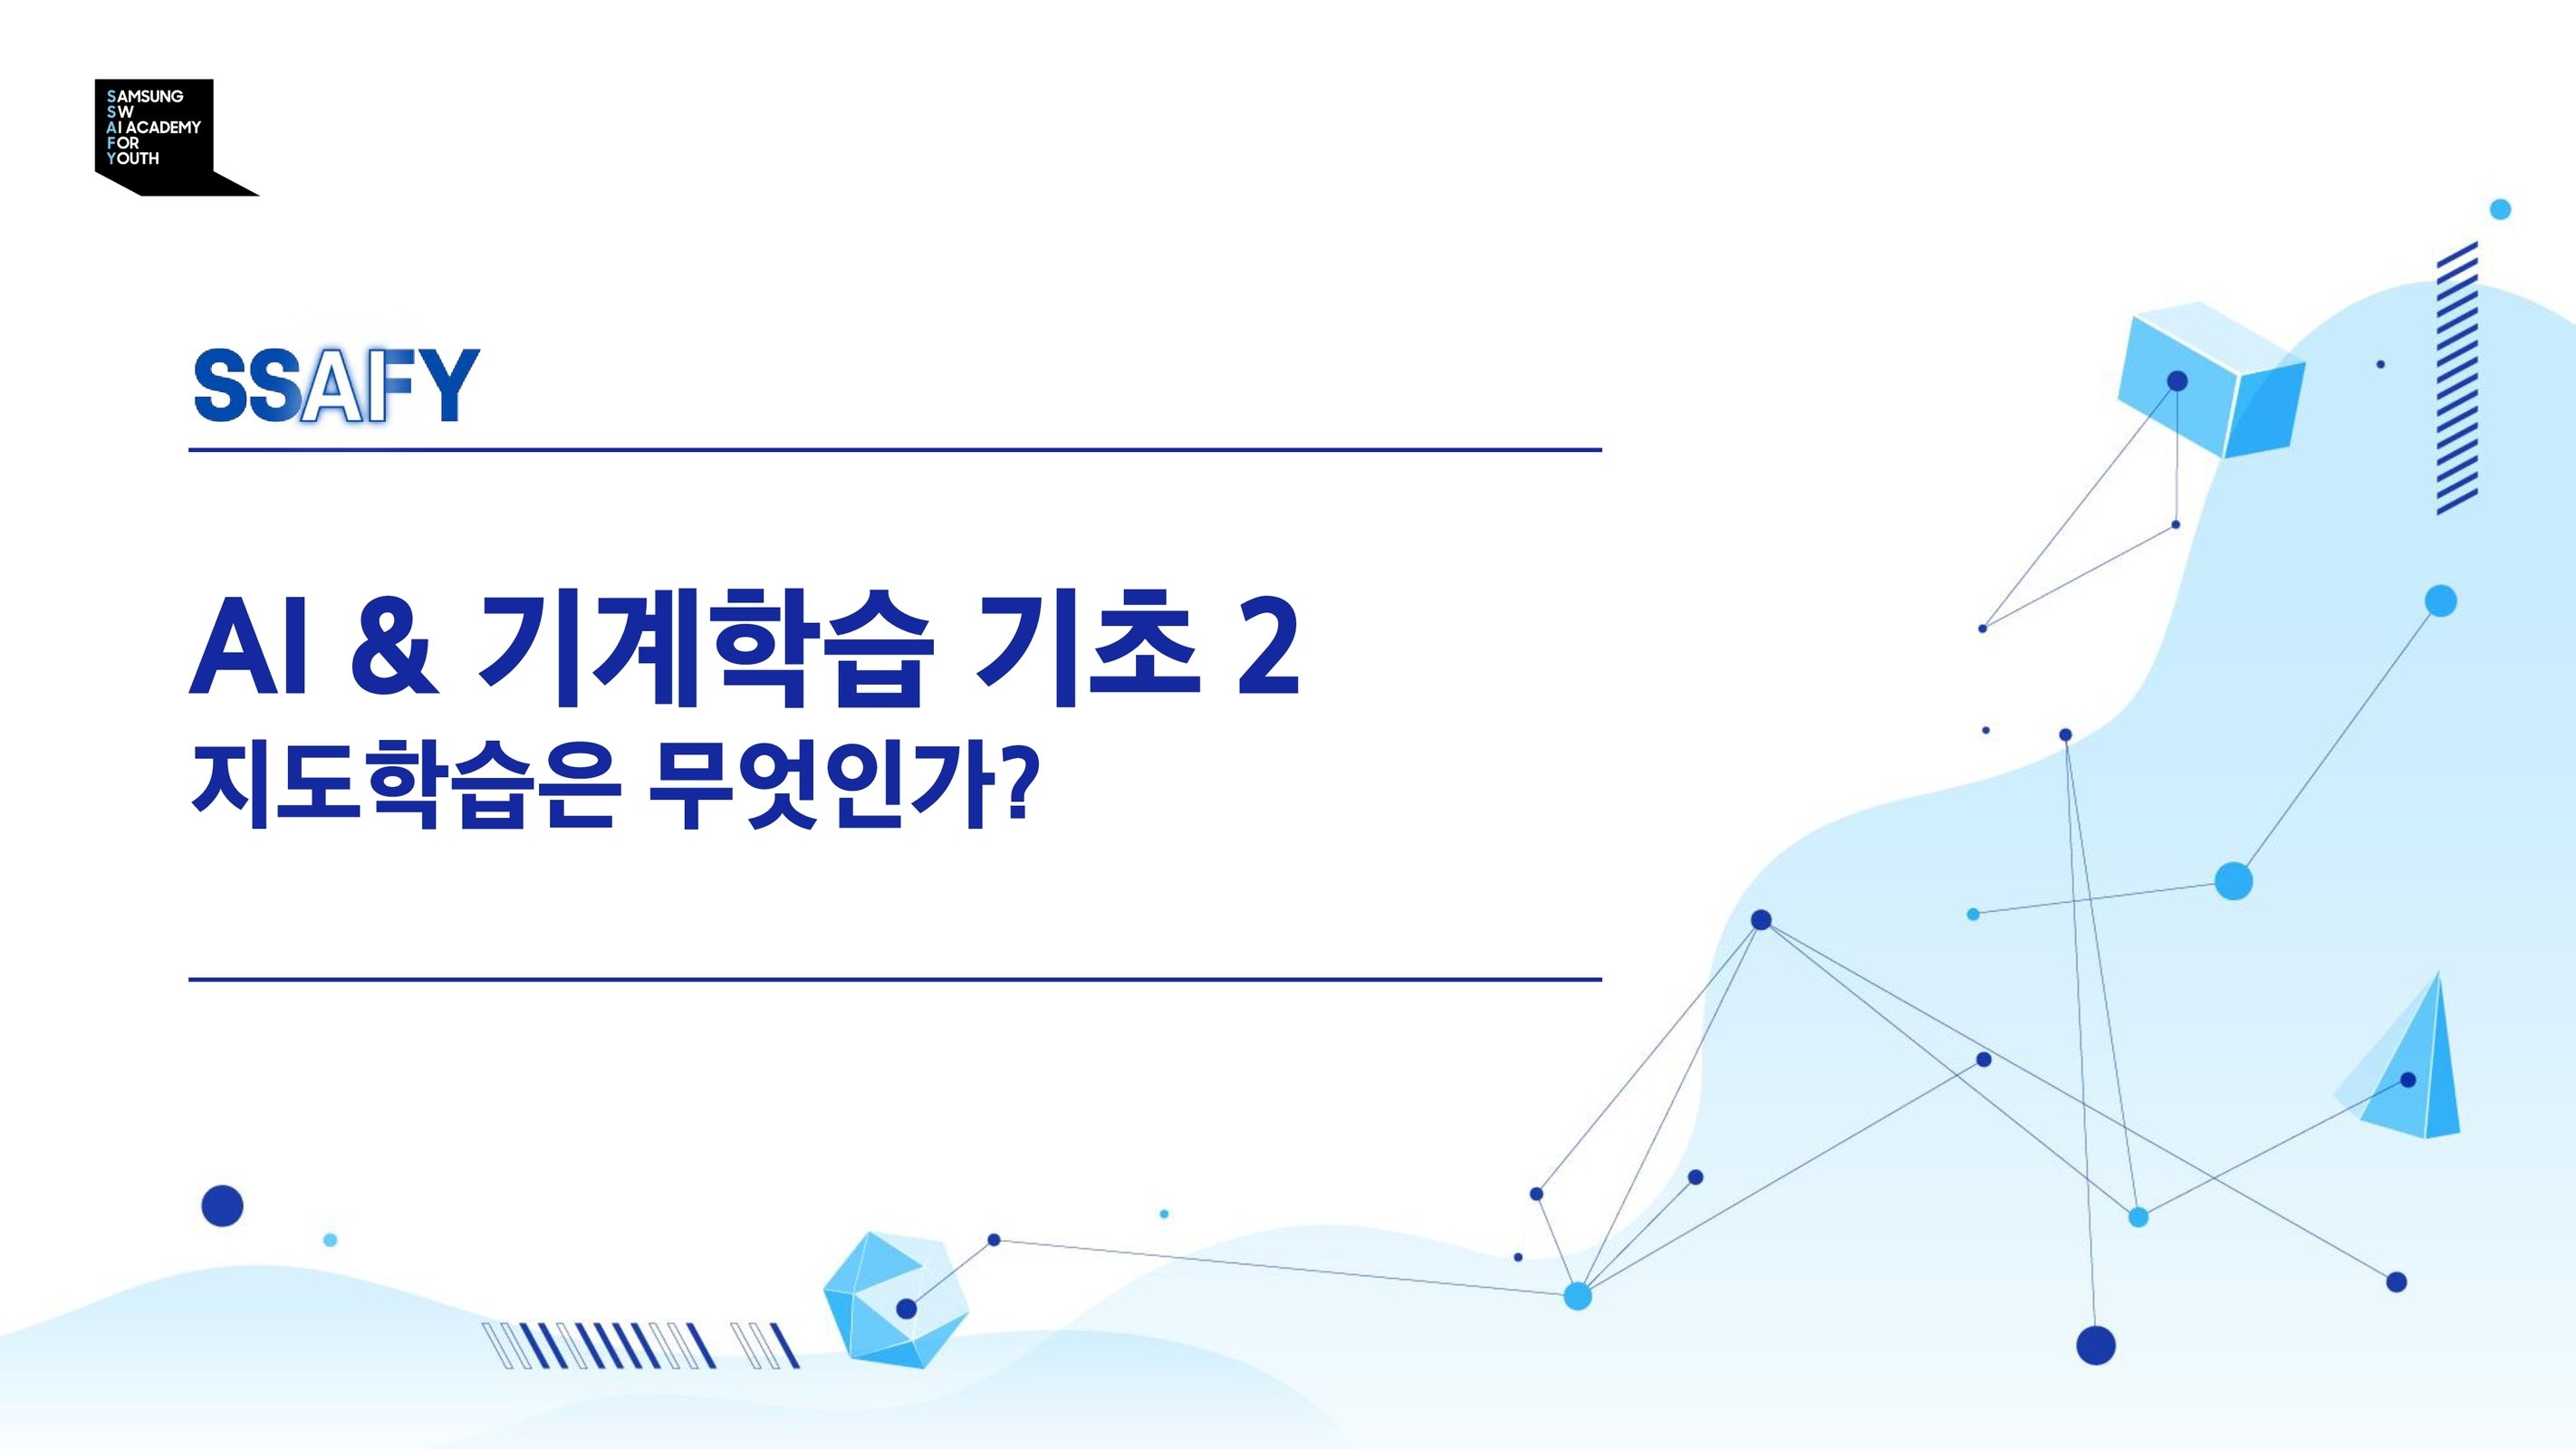 SAMSUNG
SW
AI ACADEMY
FOR
YOUTH
SSAFY
AI & 기계학습 기초 2
지도학습은 무엇인가?